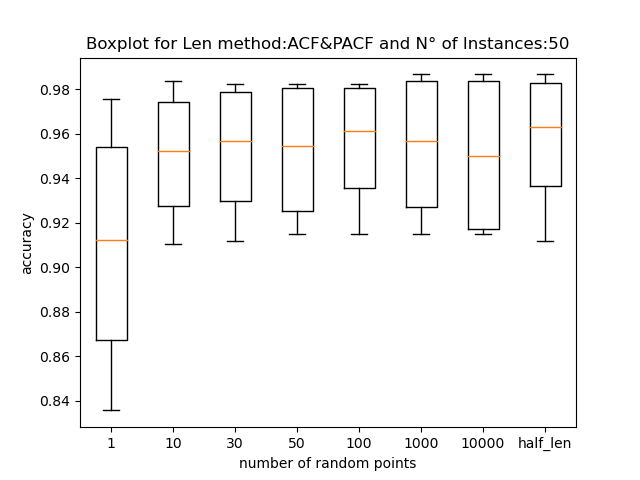 Boxplot for Len method:ACF&PACF and N° of Instances:50
0.98
0.96
0.94
0.92
0.90
0.88
0.86
0.84
accuracy
1 10 30 50 100 1000 10000 half_len
number of random points